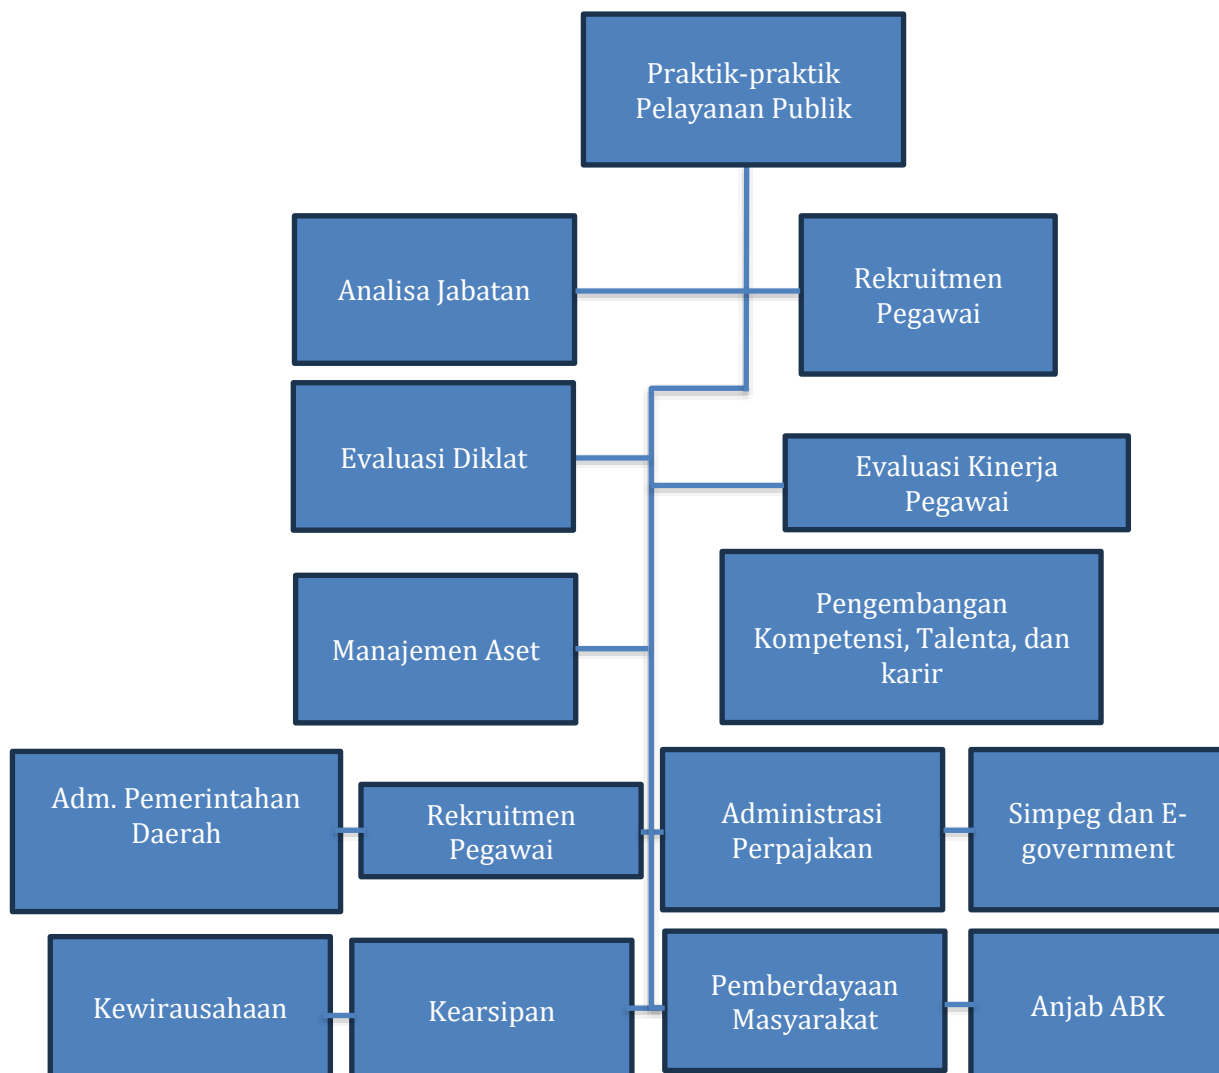 Praktik-praktik
Pelayanan Publik
Analisa Jabatan
Rekruitmen
Pegawai
Evaluasi Diklat
Evaluasi Kinerja
Pegawai
Manajemen Aset
Pengembangan
Kompetensi, Talenta, dan
karir
Adm. Pemerintahan
Daerah
Rekruitmen
Pegawai
Administrasi
Perpajakan
Simpeg dan E-
government
Kewirausahaan
Kearsipan
Pemberdayaan
Masyarakat
Anjab ABK